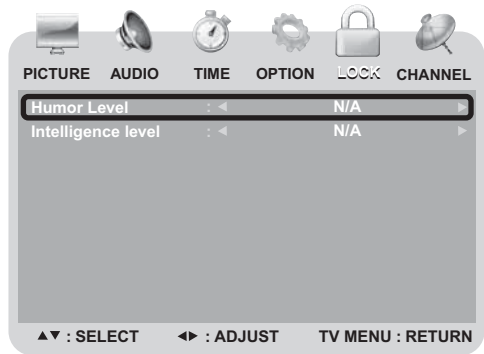 PICTURE AUDIO TIME OPTION LOCK CHANNEL
Humor Level : ◀ N/A ▶
Intelligence level : ◀ N/A ▶
▲▼ : SELECT ◀▶ : ADJUST TV MENU : RETURN